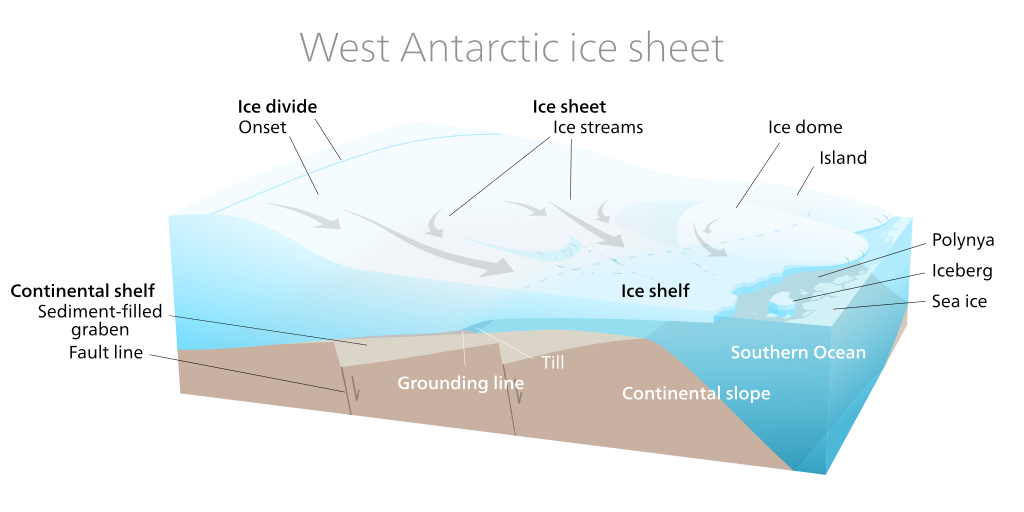 West Antarctic ice sheet
Ice divide
Onset
Ice sheet
Ice streams
Ice dome
Island
Polynya
Iceberg
Sea ice
Continental shelf
Sediment-filled
graben
Fault line
Ice shelf
Till
Grounding line
Southern Ocean
Continental slope